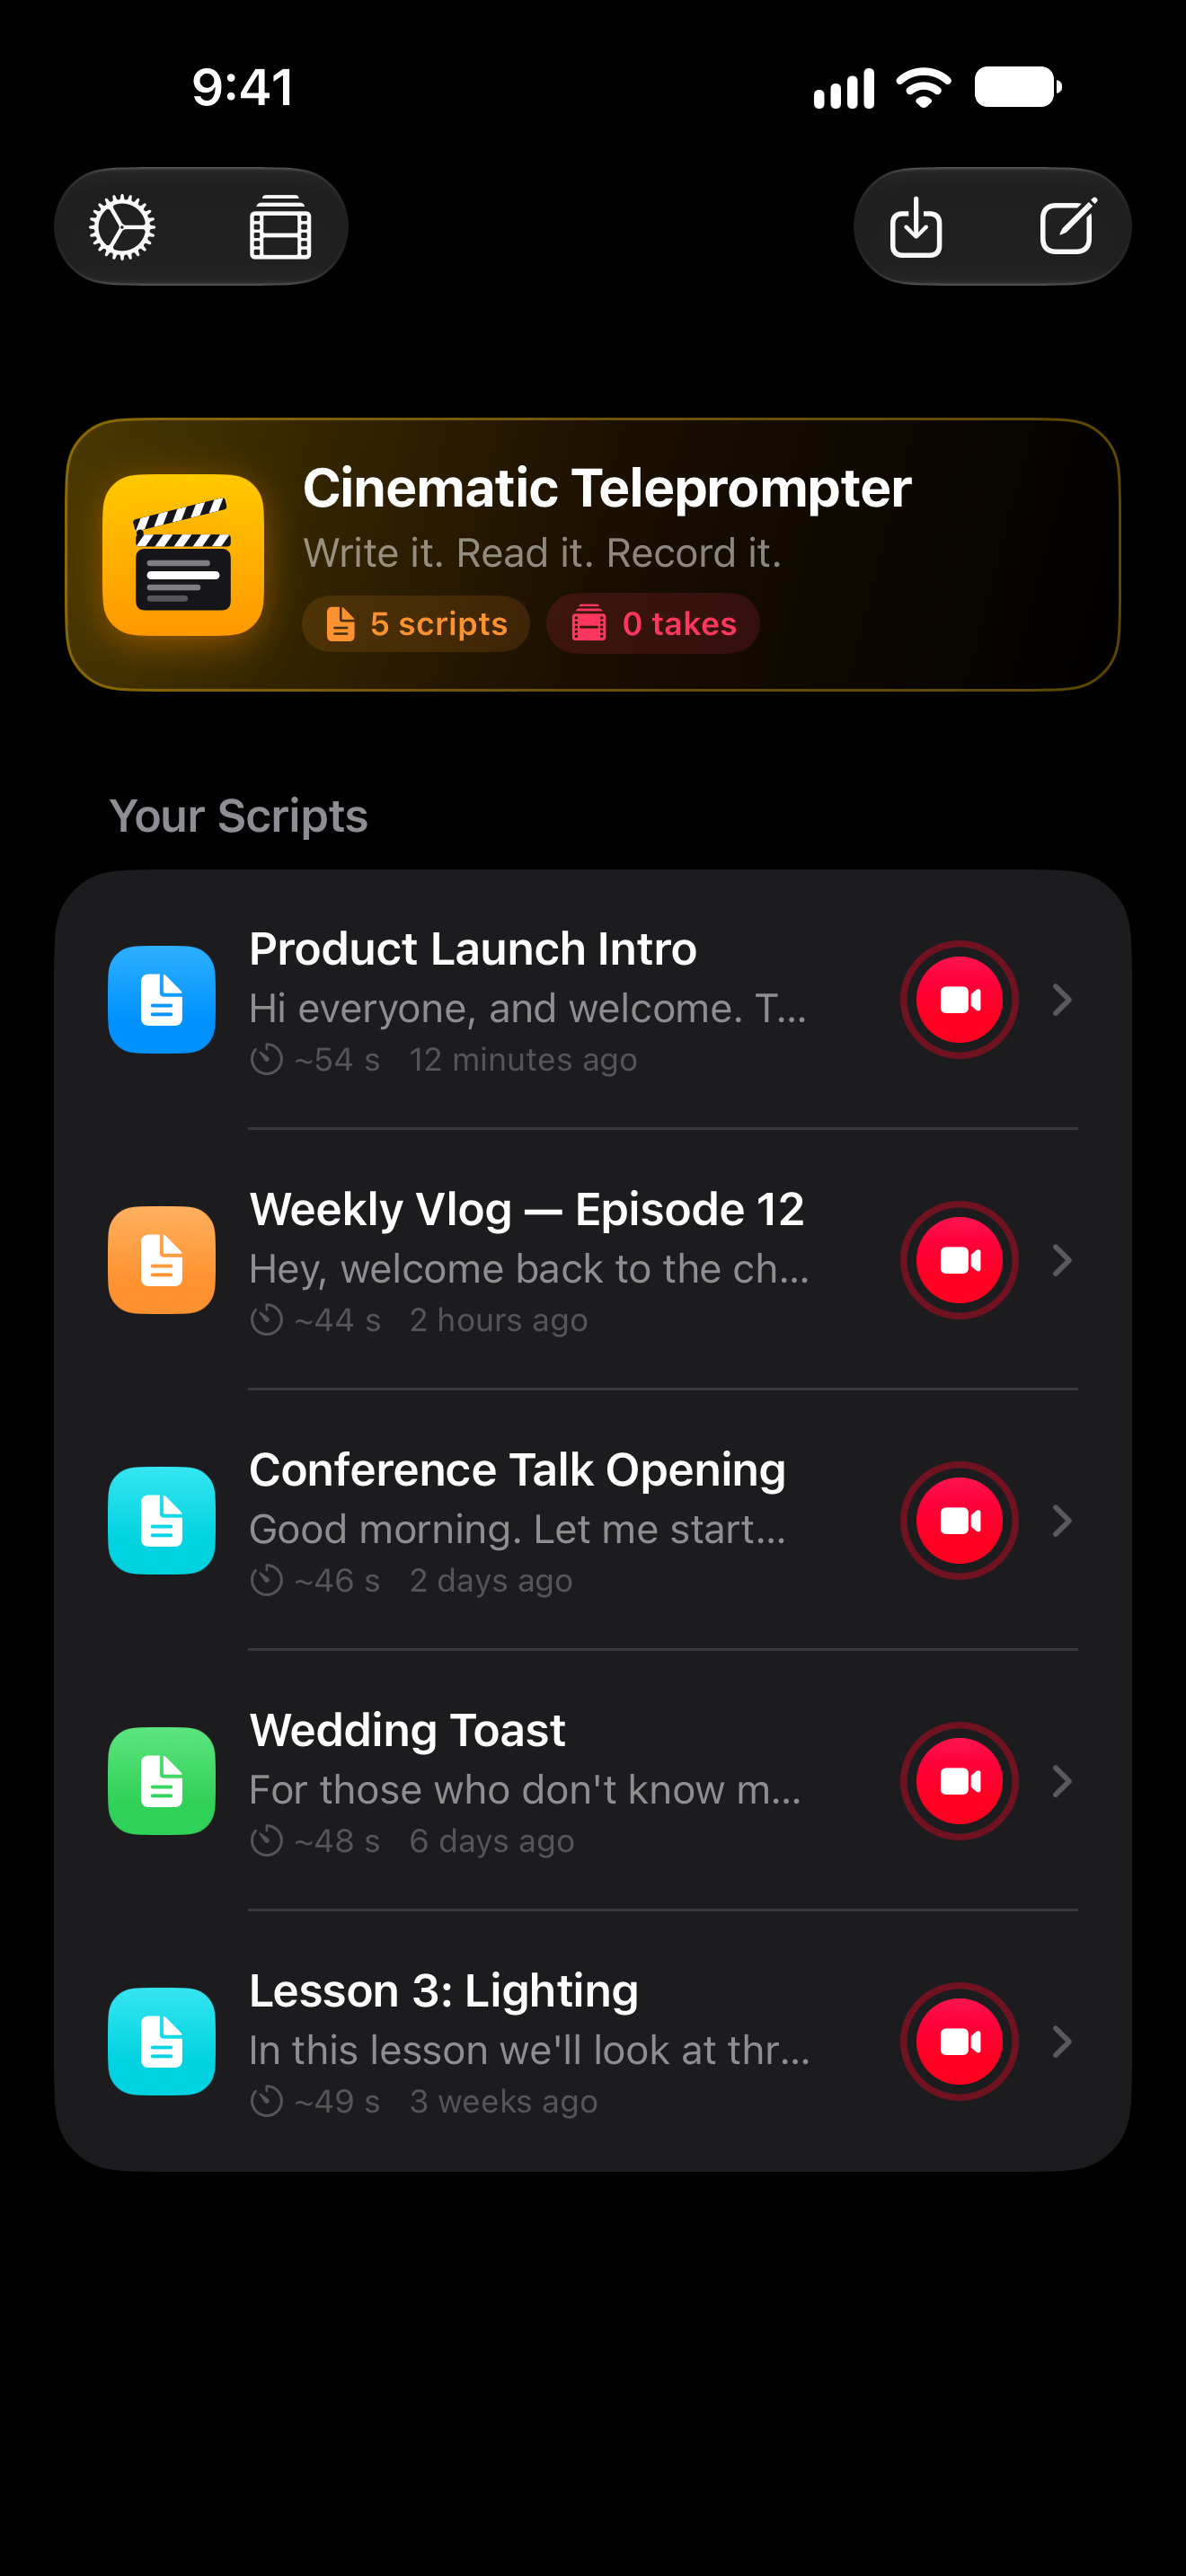 9:41
Cinematic Teleprompter
Write it. Read it. Record it.
5 scripts 0 takes
Your Scripts
Product Launch Intro
Hi everyone, and welcome. T...
~54 s 12 minutes ago
Weekly Vlog — Episode 12
Hey, welcome back to the ch...
~44 s 2 hours ago
Conference Talk Opening
Good morning. Let me start...
~46 s 2 days ago
Wedding Toast
For those who don't know m...
~48 s 6 days ago
Lesson 3: Lighting
In this lesson we'll look at thr...
~49 s 3 weeks ago